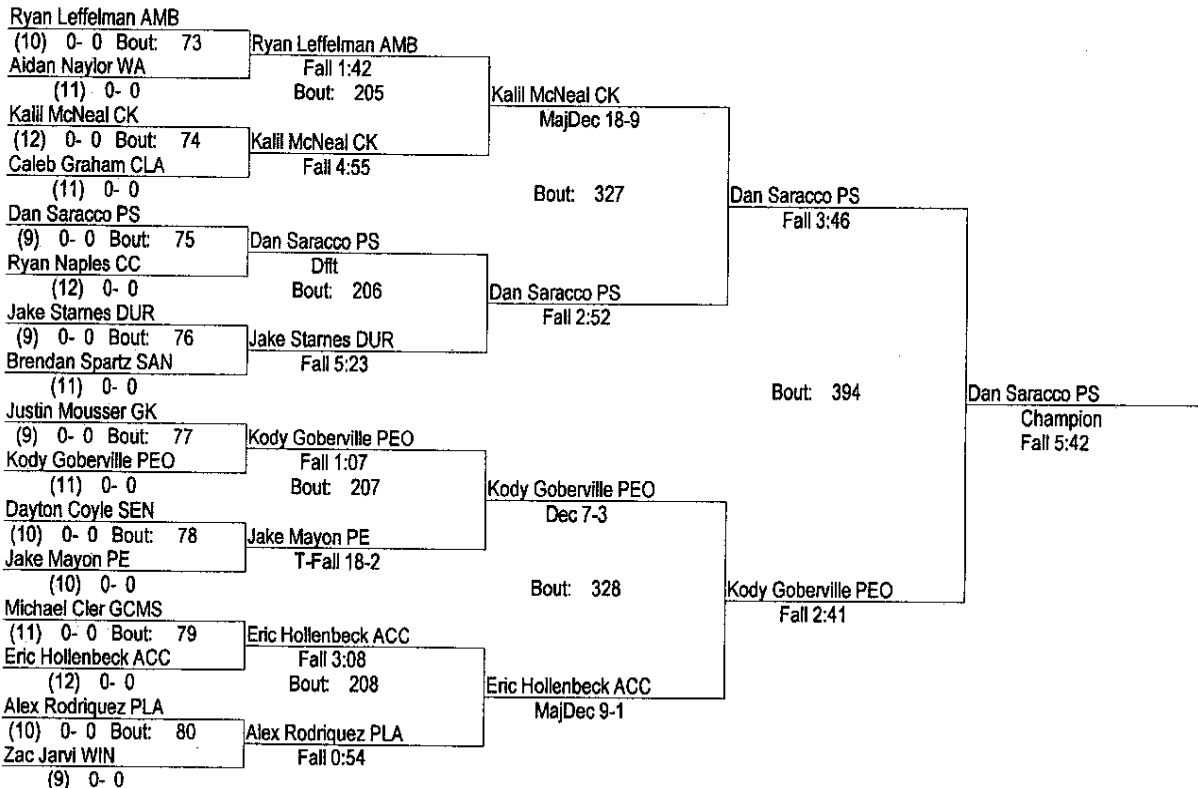 Ryan Leffelman AMB
(10) 0- 0 Bout: 73
Aidan Naylor WA
(11) 0- 0
Kalil McNeal CK
(12) 0- 0 Bout: 74
Caleb Graham CLA
(11) 0- 0
Dan Saracco PS
(9) 0- 0 Bout: 75
Ryan Naples CC
(12) 0- 0
Jake Starnes DUR
(9) 0- 0 Bout: 76
Brendan Spartz SAN
(11) 0- 0
Justin Mousser GK
(9) 0- 0 Bout: 77
Kody Goberville PEO
(11) 0- 0
Dayton Coyle SEN
(10) 0- 0 Bout: 78
Jake Mayon PE
(10) 0- 0
Michael Cler GCMS
(11) 0- 0 Bout: 79
Eric Hollenbeck ACC
(12) 0- 0
Alex Rodriquez PLA
(10) 0- 0 Bout: 80
Zac Jarvi WIN
(9) 0- 0
Ryan Leffelman AMB
Fall 1:42
Bout: 205
Kalil McNeal CK
Fall 4:55
Dan Saracco PS
Dflt
Bout: 206
Jake Starnes DUR
Fall 5:23
Kody Goberville PEO
Fall 1:07
Bout: 207
Jake Mayon PE
T-Fall 18-2
Eric Hollenbeck ACC
Fall 3:08
Bout: 208
Alex Rodriquez PLA
Fall 0:54
Kalil McNeal CK
MajDec 18-9
Bout: 327
Dan Saracco PS
Fall 2:52
Kody Goberville PEO
Dec 7-3
Bout: 328
Eric Hollenbeck ACC
MajDec 9-1
Dan Saracco PS
Fall 3:46
Bout: 394
Kody Goberville PEO
Fall 2:41
Dan Saracco PS
Champion
Fall 5:42